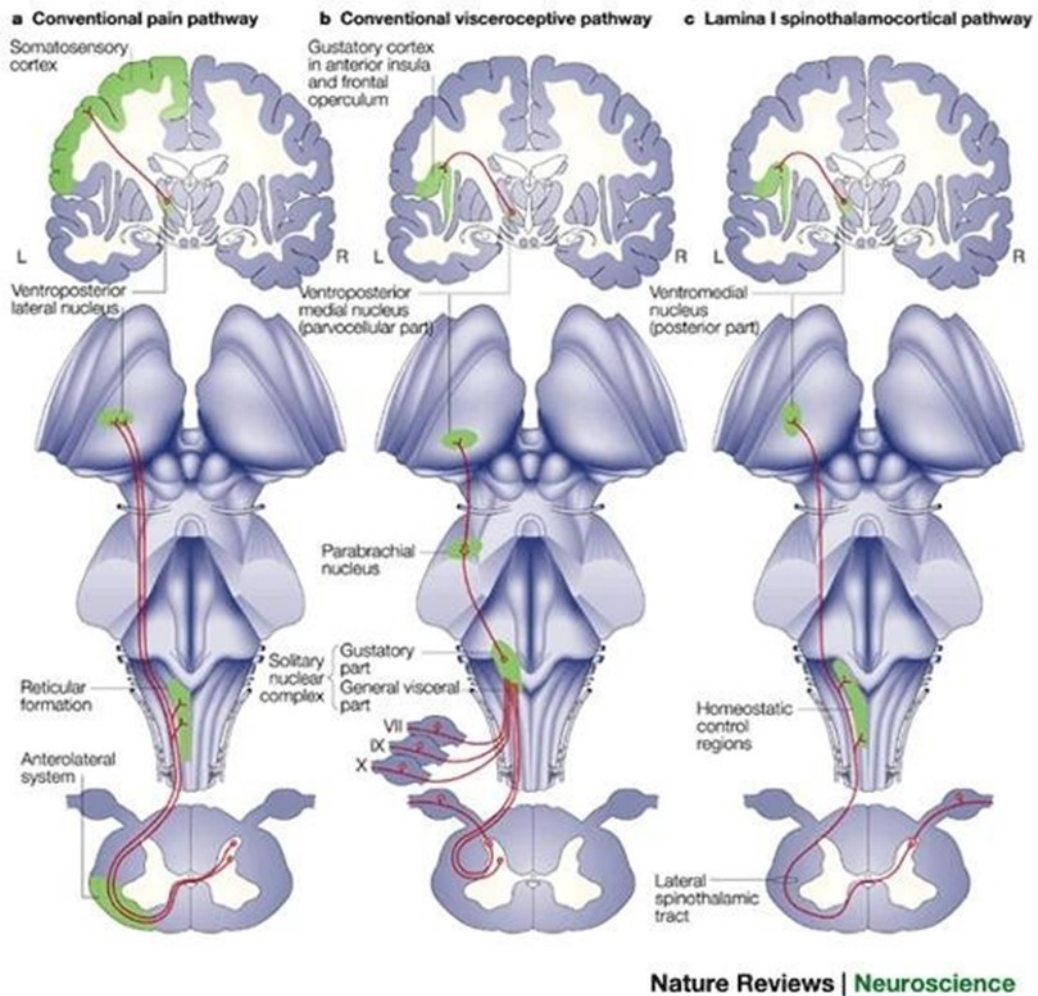 a Conventional pain pathway
Somatosensory
cortex
L
R
Ventroposterior
lateral nucleus
Reticular
formation
Anterolateral
system
b Conventional visceroceptive pathway
Gustatory cortex
in anterior insula
and frontal
operculum
L
R
Ventroposterior
medial nucleus
(parvocellular part)
Parabrachial
nucleus
Solitary
nuclear
complex
Gustatory
part
General visceral
part
VII
IX
X
c Lamina I spinothalamocortical pathway
L
R
Ventromedial
nucleus
(posterior part)
Homeostatic
control
regions
Lateral
spinothalamic
tract
Nature Reviews | Neuroscience